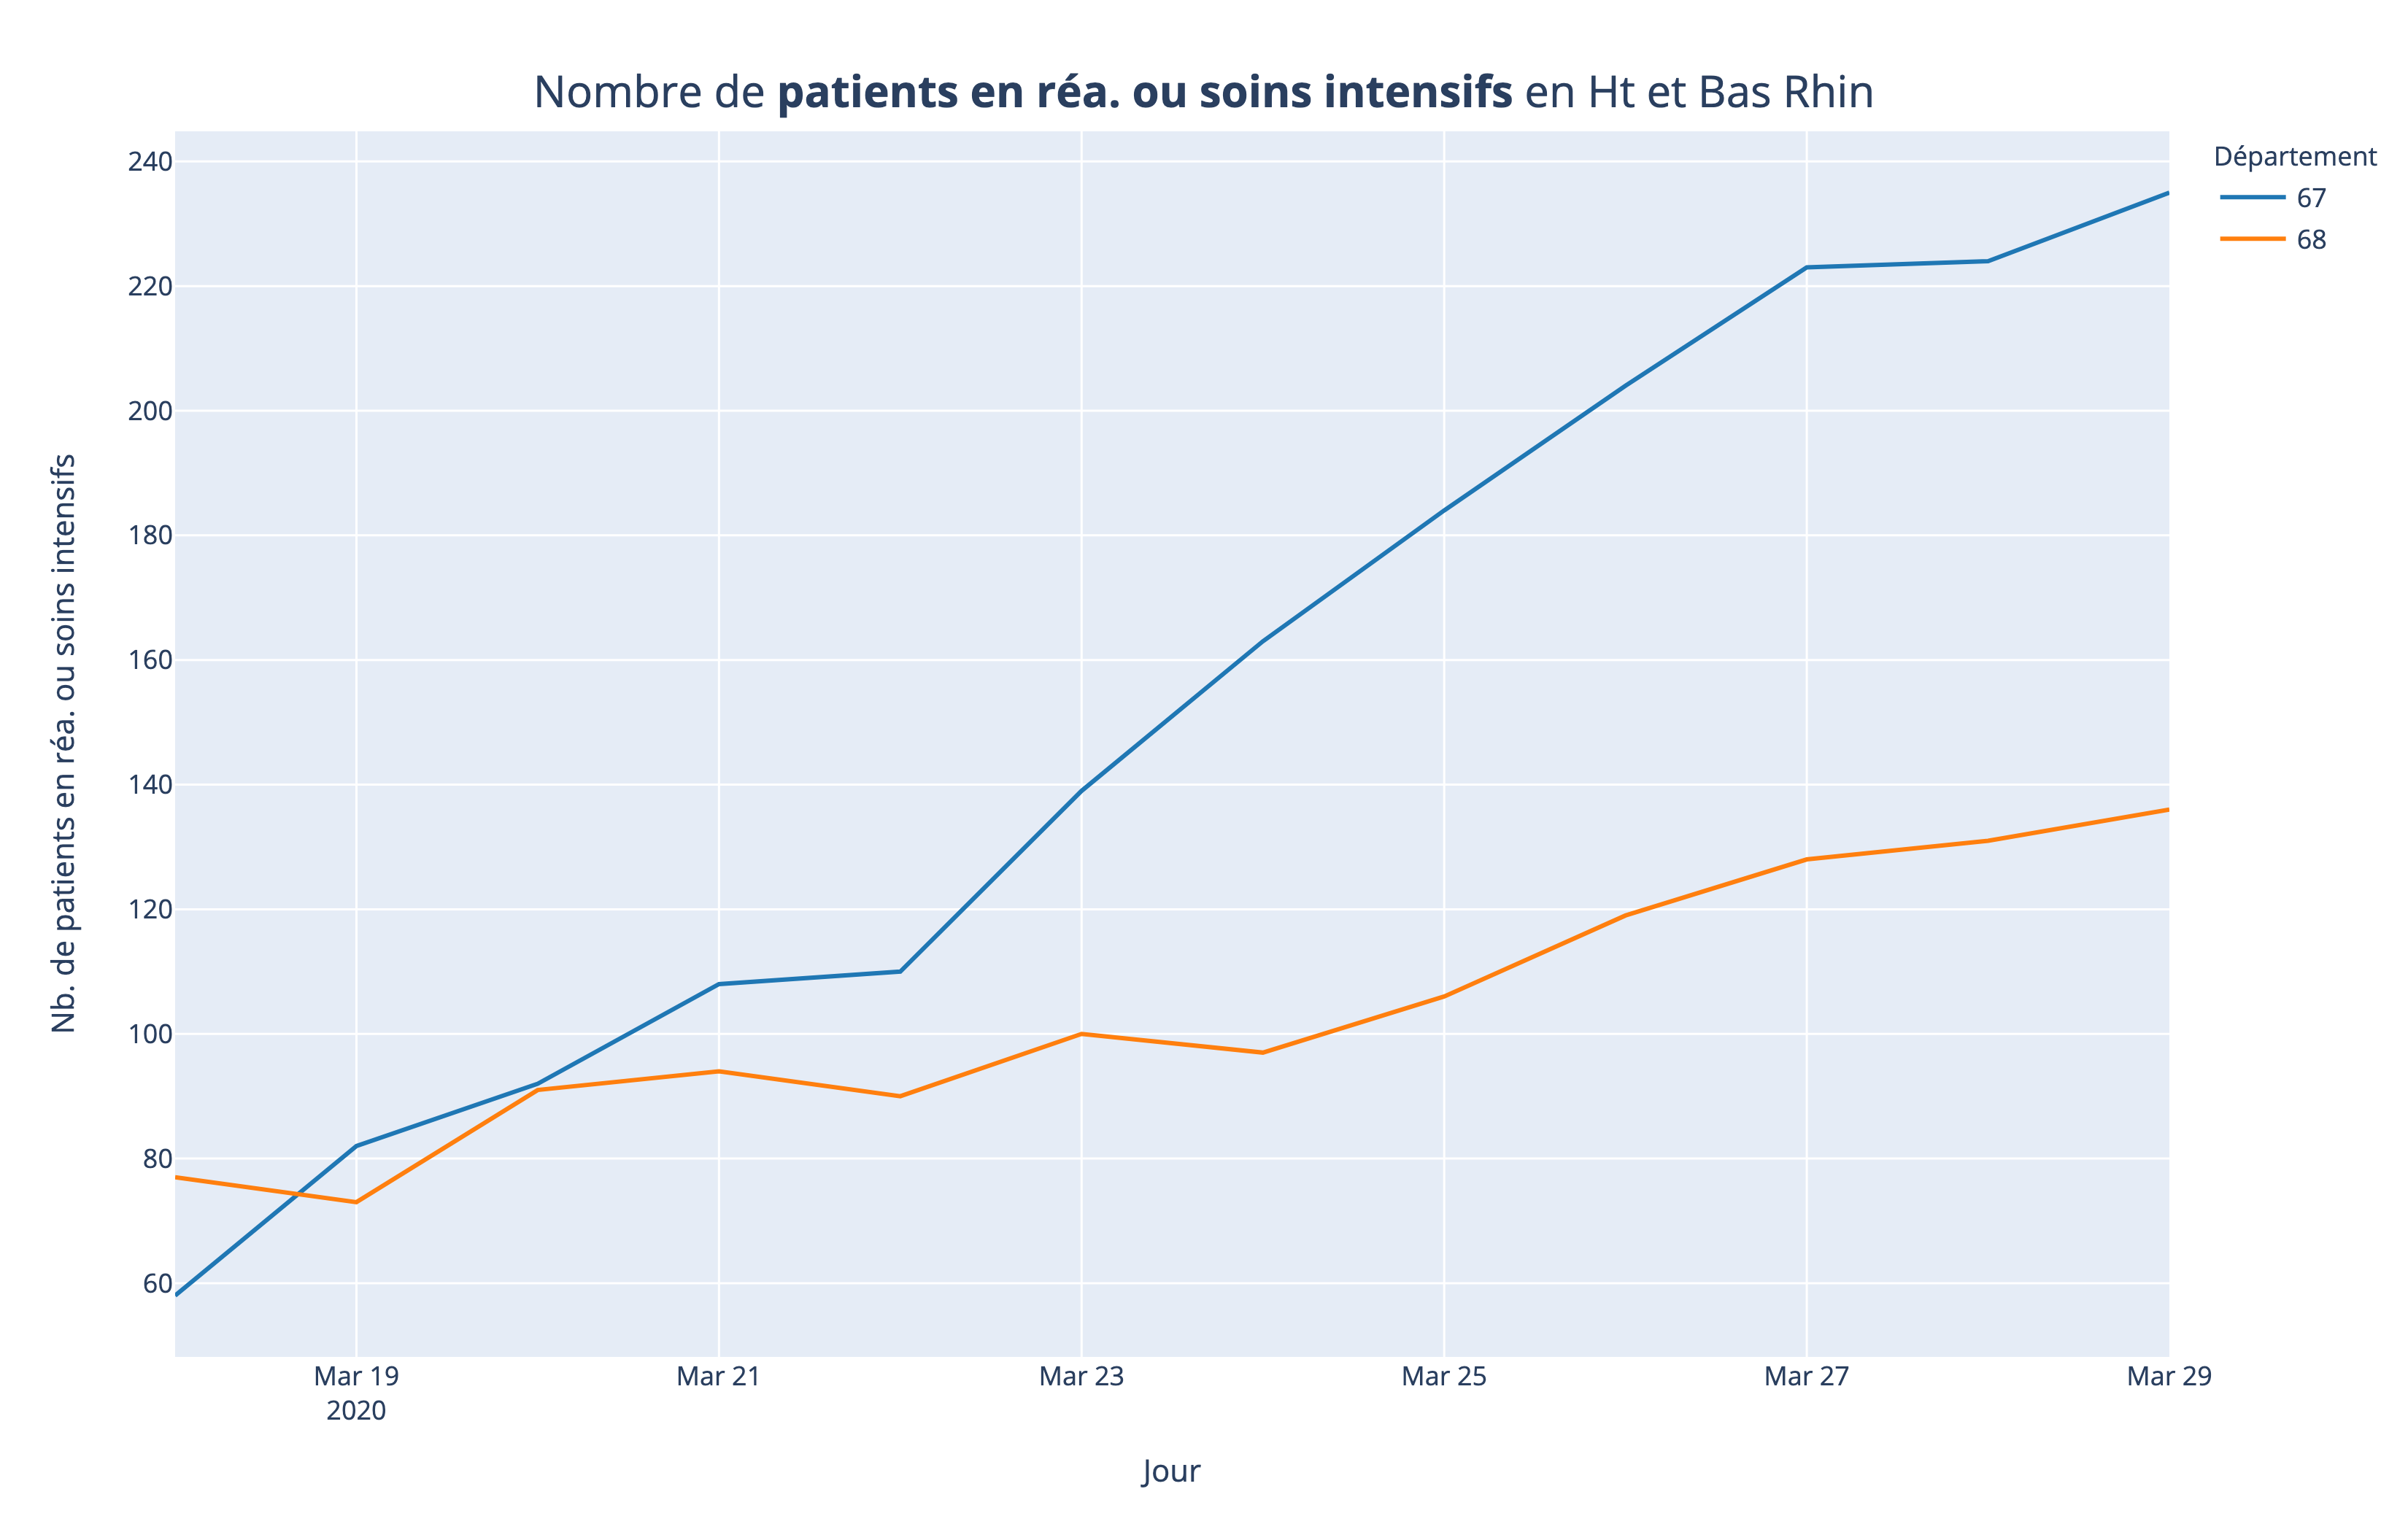 Nombre de patients en réa. ou soins intensifs en Ht et Bas Rhin
Département
67
68
Nb. de patients en réa. ou soins intensifs
240
220
200
180
160
140
120
100
80
60
Mar 19
2020
Mar 21
Mar 23
Mar 25
Mar 27
Mar 29
Jour